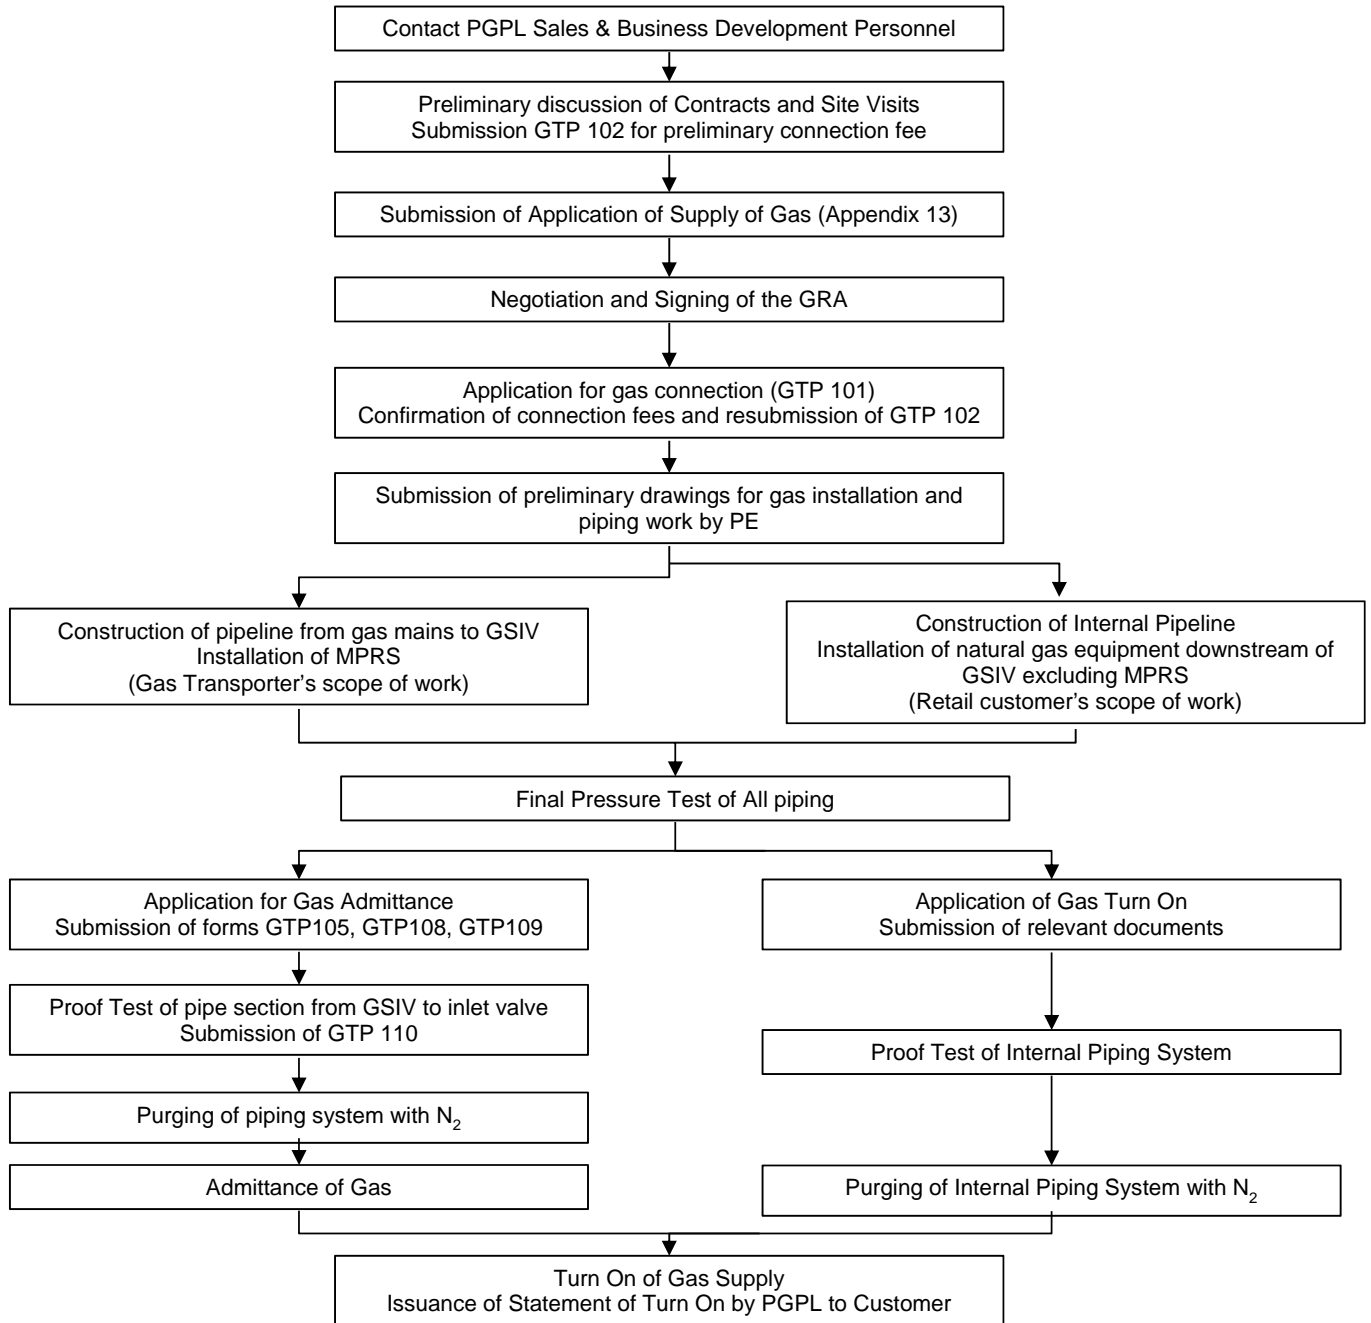 Contact PGPL Sales & Business Development Personnel
Preliminary discussion of Contracts and Site Visits
Submission GTP 102 for preliminary connection fee
Submission of Application of Supply of Gas (Appendix 13)
Negotiation and Signing of the GRA
Application for gas connection (GTP 101)
Confirmation of connection fees and resubmission of GTP 102
Submission of preliminary drawings for gas installation and
piping work by PE
Construction of pipeline from gas mains to GSIV
Installation of MPRS
(Gas Transporter's scope of work)
Construction of Internal Pipeline
Installation of natural gas equipment downstream of
GSIV excluding MPRS
(Retail customer's scope of work)
Final Pressure Test of All piping
Application for Gas Admittance
Submission of forms GTP105, GTP108, GTP109
Proof Test of pipe section from GSIV to inlet valve
Submission of GTP 110
Purging of piping system with N₂
Admittance of Gas
Application of Gas Turn On
Submission of relevant documents
Proof Test of Internal Piping System
Purging of Internal Piping System with N₂
Turn On of Gas Supply
Issuance of Statement of Turn On by PGPL to Customer